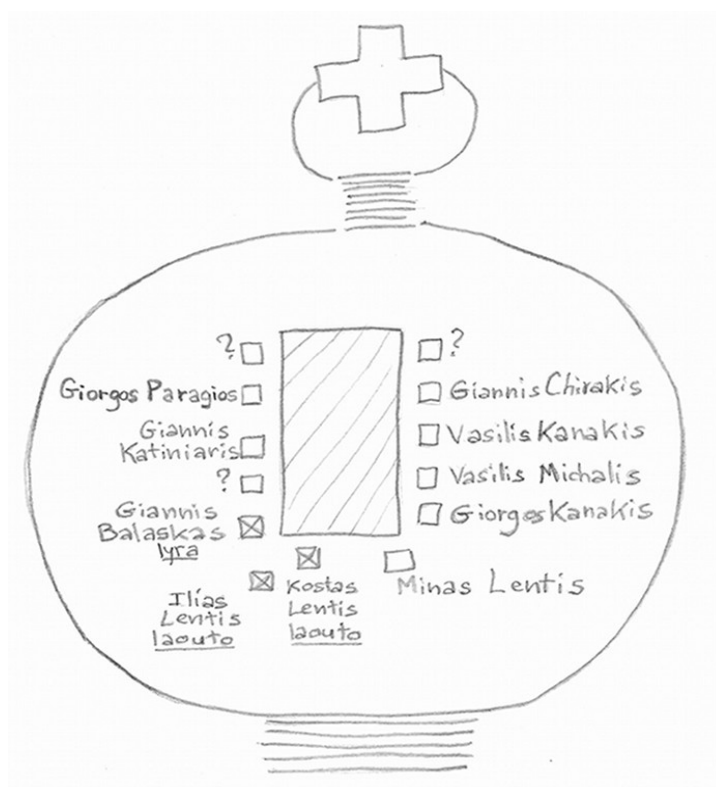 ?
?
Giorgos Paragios
Giannis Chirakis
Giannis
Katiniaris
Vasilis Kanakis
?
Vasilis Michalis
Giannis
Balaskas
lyra
Giorgos Kanakis
Ilías
Lentis
laouto
Kostas
Lentis
laouto
Minas Lentis